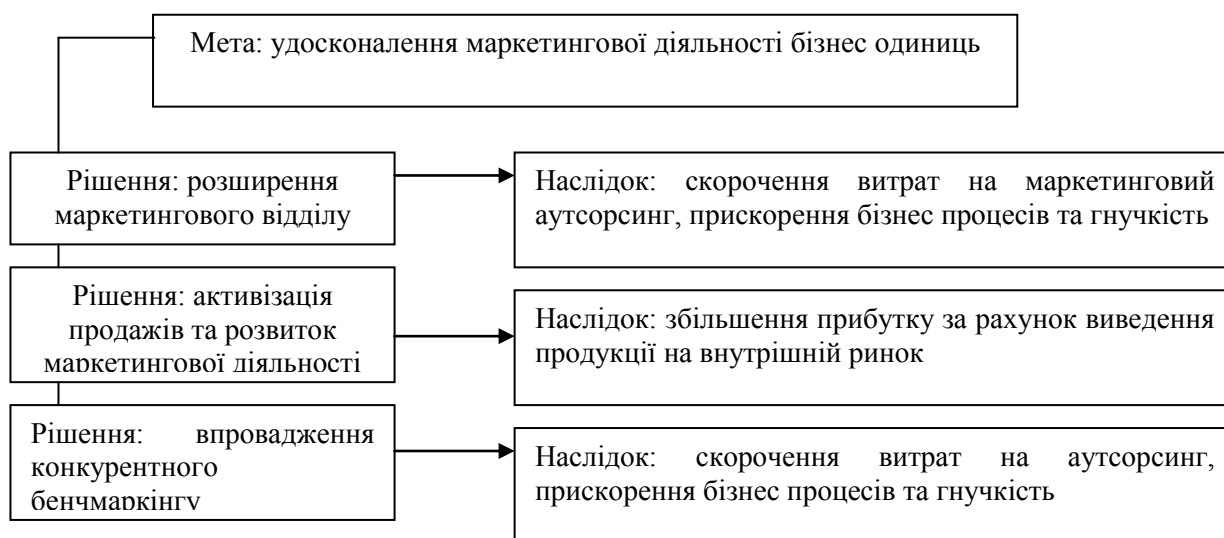 Мета: удосконалення маркетингової діяльності бізнес одиниць
Рішення: розширення
маркетингового відділу
Наслідок: скорочення витрат на маркетинговий
аутсорсинг, прискорення бізнес процесів та гнучкість
Рішення: активізація
продажів та розвиток
маркетингової діяльності
Наслідок: збільшення прибутку за рахунок виведення
продукції на внутрішній ринок
Рішення: впровадження
конкурентного
бенчмаркінгу
Наслідок: скорочення витрат на аутсорсинг,
прискорення бізнес процесів та гнучкість